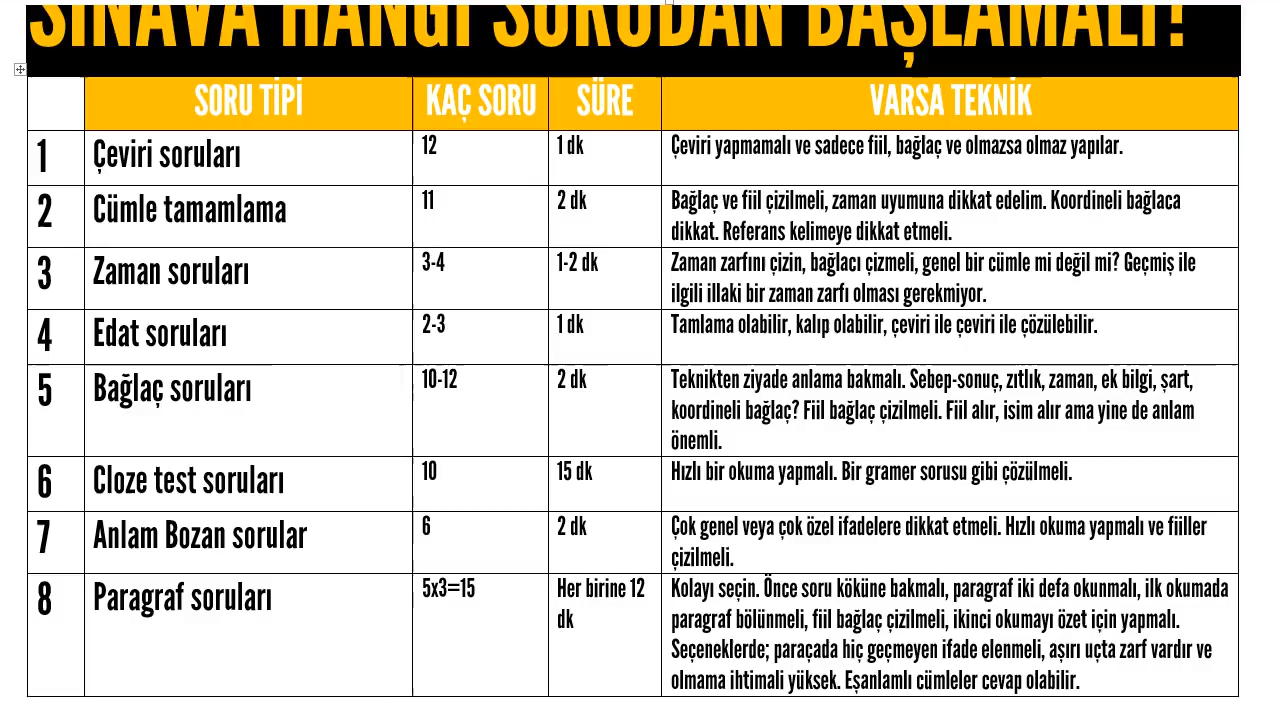 SINAVA HANGİ SORUDAN BAŞLAMALI?
SORU TİPİ KAÇ SORU SÜRE VARSA TEKNİK
1 Çeviri soruları 12 1 dk Çeviri yapmamalı ve sadece fiil, bağlaç ve olmazsa olmaz yapılar.
2 Cümle tamamlama 11 2 dk Bağlaç ve fiil çizilmeli, zaman uyumuna dikkat edelim. Koordineli bağlaca
dikkat. Referans kelimeye dikkat etmeli.
3 Zaman soruları 3-4 1-2 dk Zaman zarfını çizin, bağlacı çizmeli, genel bir cümle mi değil mi? Geçmiş ile
ilgili illaki bir zaman zarfı olması gerekmiyor.
4 Edat soruları 2-3 1 dk Tamlama olabilir, kalıp olabilir, çeviri ile çeviri ile çözülebilir.
5 Bağlaç soruları 10-12 2 dk Teknikten ziyade anlama bakmalı. Sebep-sonuç, zıtlık, zaman, ek bilgi, şart,
koordineli bağlaç? Fiil bağlaç çizilmeli. Fiil alır, isim alır ama yine de anlam
önemli.
6 Cloze test soruları 10 15 dk Hızlı bir okuma yapmalı. Bir gramer sorusu gibi çözülmeli.
7 Anlam Bozan sorular 6 2 dk Çok genel veya çok özel ifadelere dikkat etmeli. Hızlı okuma yapmalı ve fiiller
çizilmeli.
8 Paragraf soruları 5x3=15 Her birine 12 Kolayı seçin. Önce soru köküne bakmalı, paragraf iki defa okunmalı, ilk okumada
dk paragraf bölünmeli, fiil bağlaç çizilmeli, ikinci okumayı özet için yapmalı.
Seçeneklerde; paraçada hiç geçmeyen ifade elenmeli, aşırı uçta zarf vardır ve
olmama ihtimali yüksek. Eşanlamlı cümleler cevap olabilir.